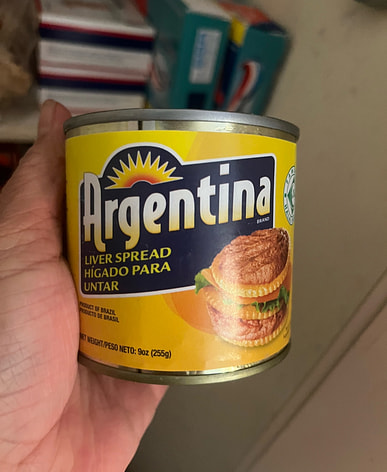 Argentina
BRAND
LIVER SPREAD
HÍGADO PARA
UNTAR
PRODUCT OF BRAZIL
PRODUCTO DE BRASIL
NET WEIGHT/PESO NETO: 9oz (255g)